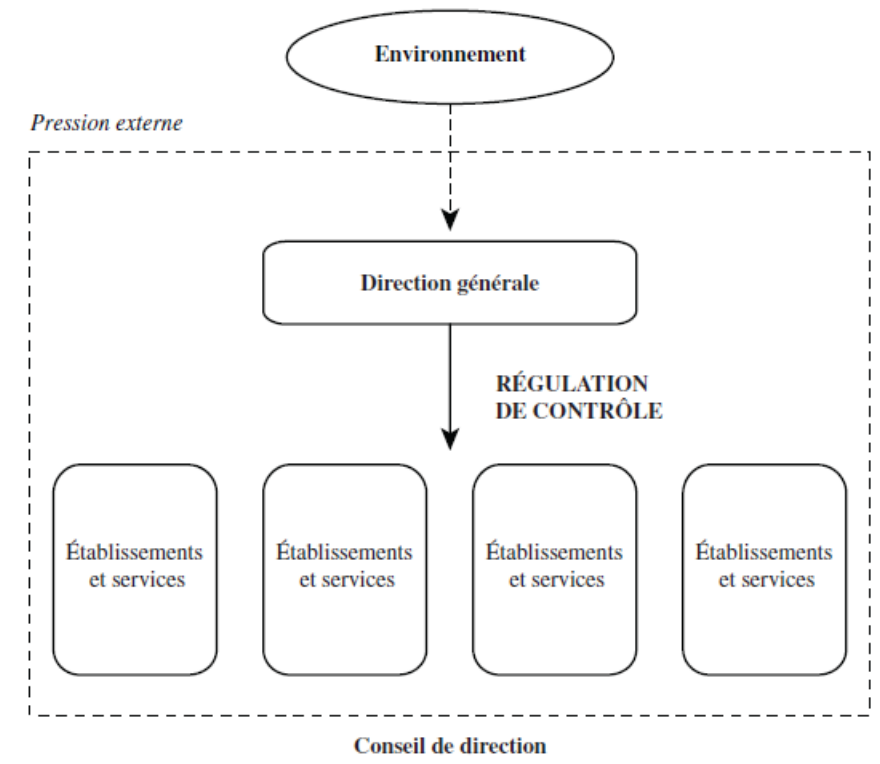 Environnement
Pression externe
Direction générale
RÉGULATION
DE CONTRÔLE
Établissements
et services
Établissements
et services
Établissements
et services
Établissements
et services
Conseil de direction